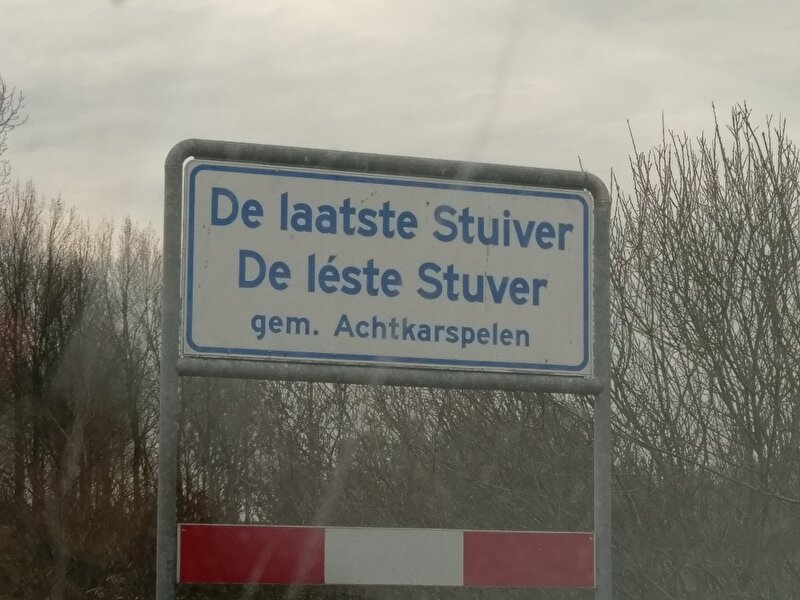 De laatste Stuiver
De léste Stuver
gem. Achtkarspelen